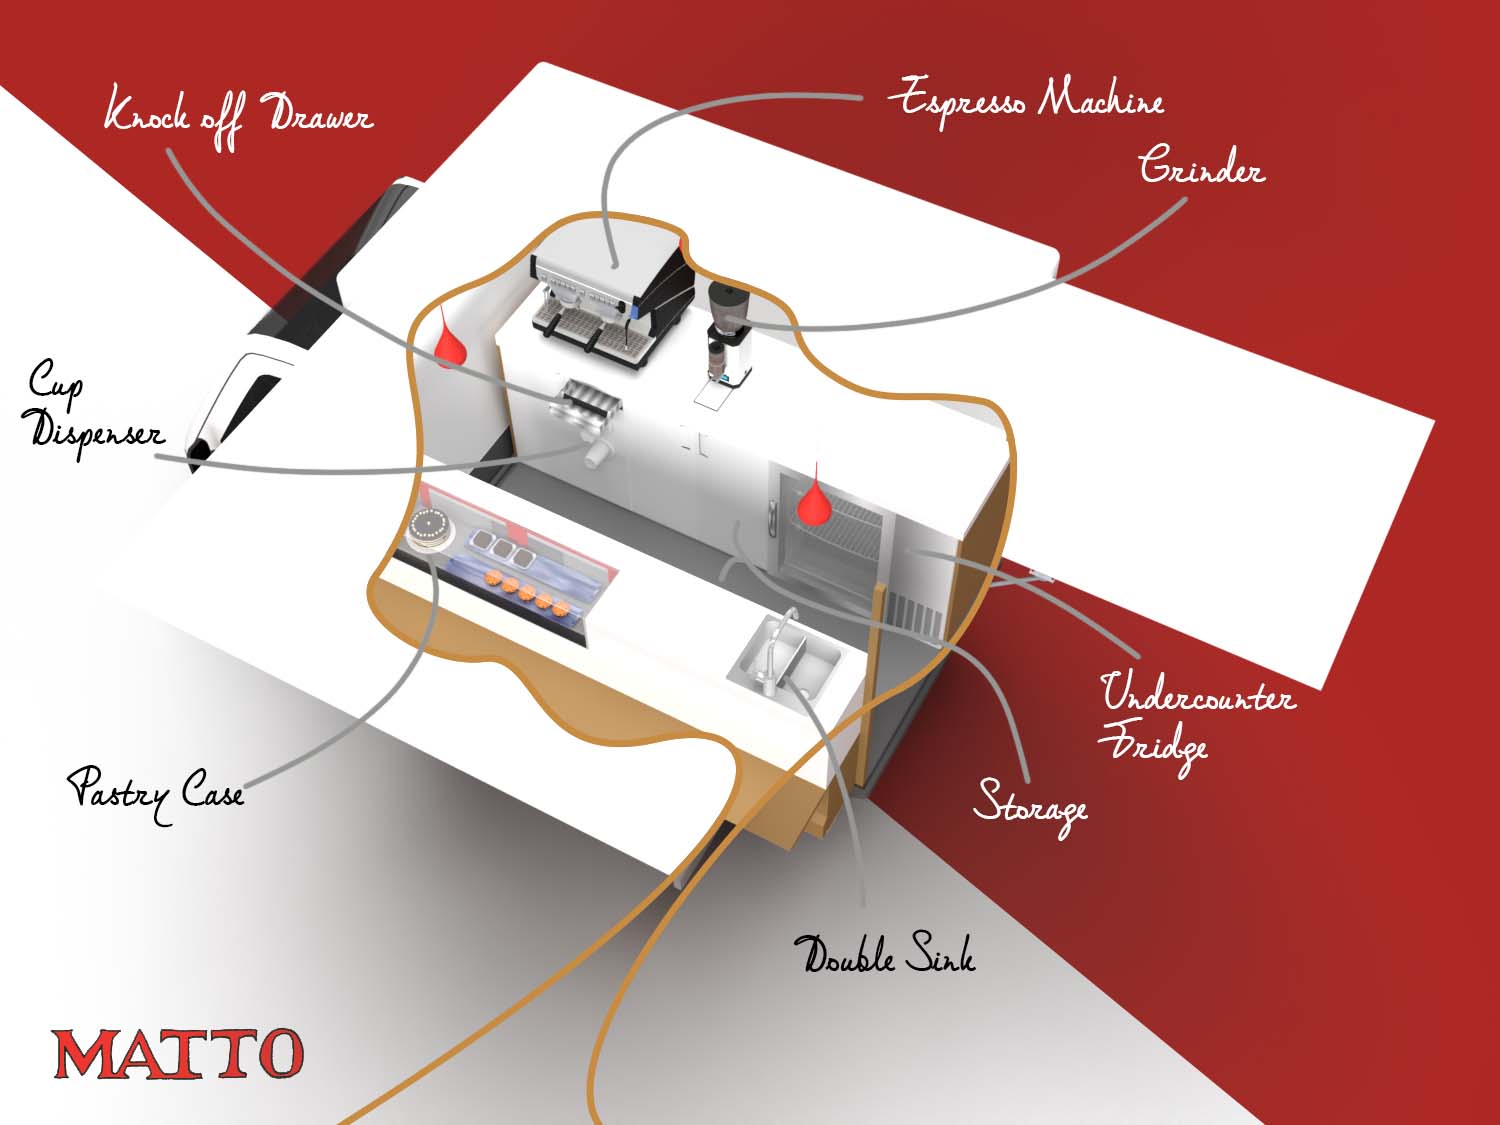 Knock off Drawer
Espresso Machine
Grinder
Cup
Dispenser
Undercounter
Fridge
Pastry Case
Storage
Double Sink
MATTO